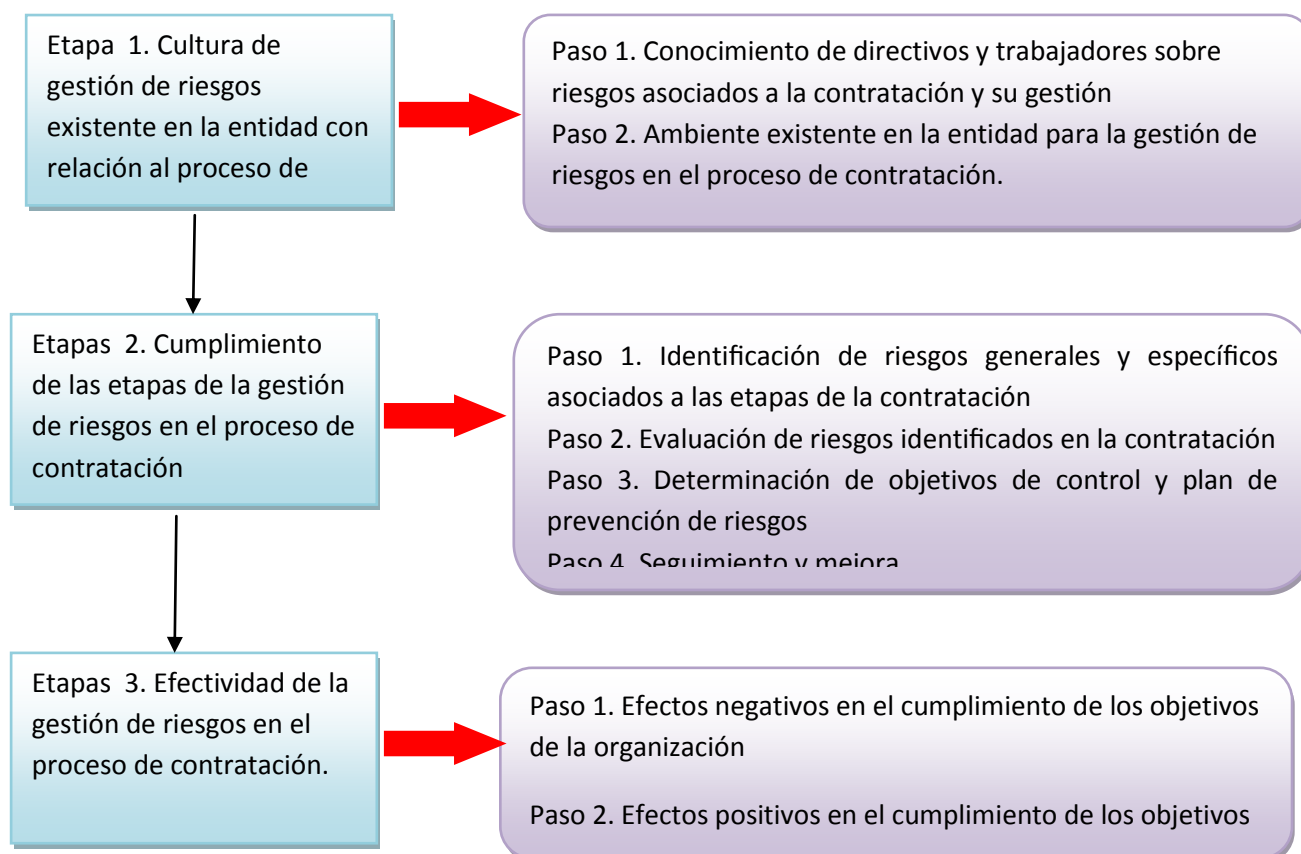 Etapa 1. Cultura de
gestión de riesgos
existente en la entidad con
relación al proceso de
Paso 1. Conocimiento de directivos y trabajadores sobre
riesgos asociados a la contratación y su gestión
Paso 2. Ambiente existente en la entidad para la gestión de
riesgos en el proceso de contratación.
Etapas 2. Cumplimiento
de las etapas de la gestión
de riesgos en el proceso de
contratación
Paso 1. Identificación de riesgos generales y específicos
asociados a las etapas de la contratación
Paso 2. Evaluación de riesgos identificados en la contratación
Paso 3. Determinación de objetivos de control y plan de
prevención de riesgos
Paso 4. Seguimiento y mejora
Etapas 3. Efectividad de la
gestión de riesgos en el
proceso de contratación.
Paso 1. Efectos negativos en el cumplimiento de los objetivos
de la organización
Paso 2. Efectos positivos en el cumplimiento de los objetivos